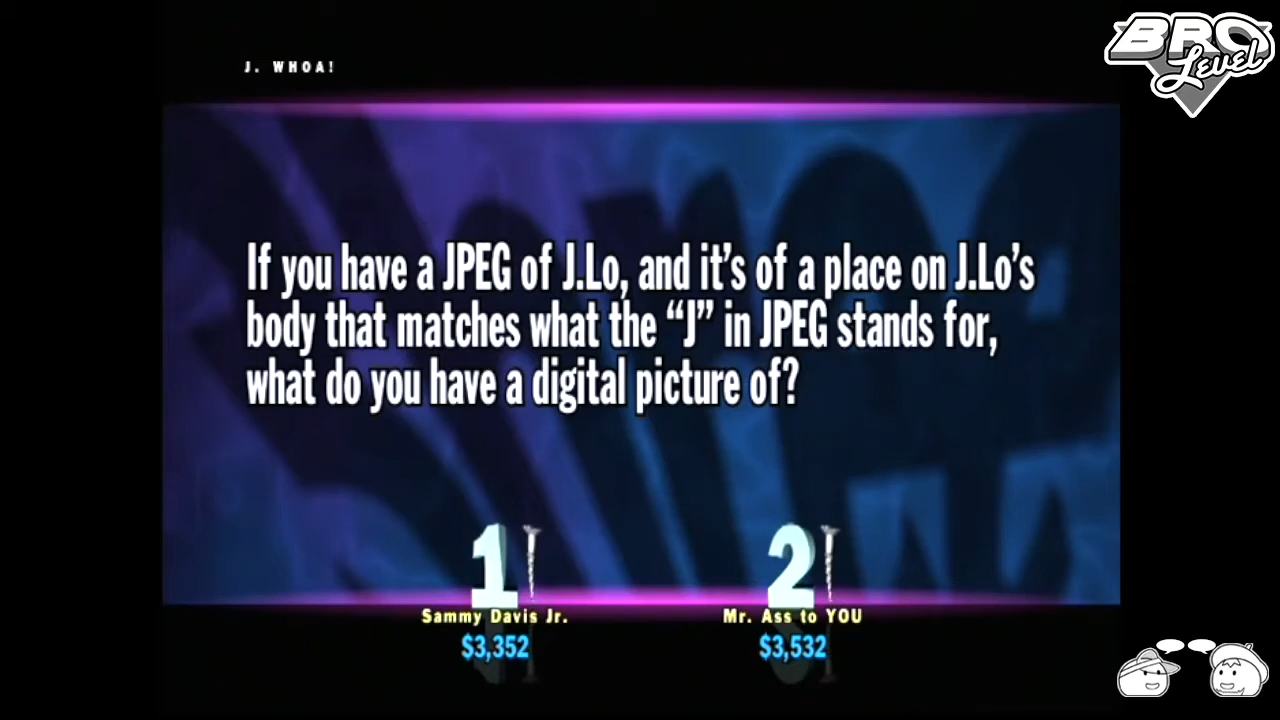 J. WHOA!
BRO
Level
If you have a JPEG of J.Lo, and it's of a place on J.Lo's
body that matches what the “J” in JPEG stands for,
what do you have a digital picture of?
1
2
Sammy Davis Jr.
Mr. Ass to YOU
$3,352
$3,532